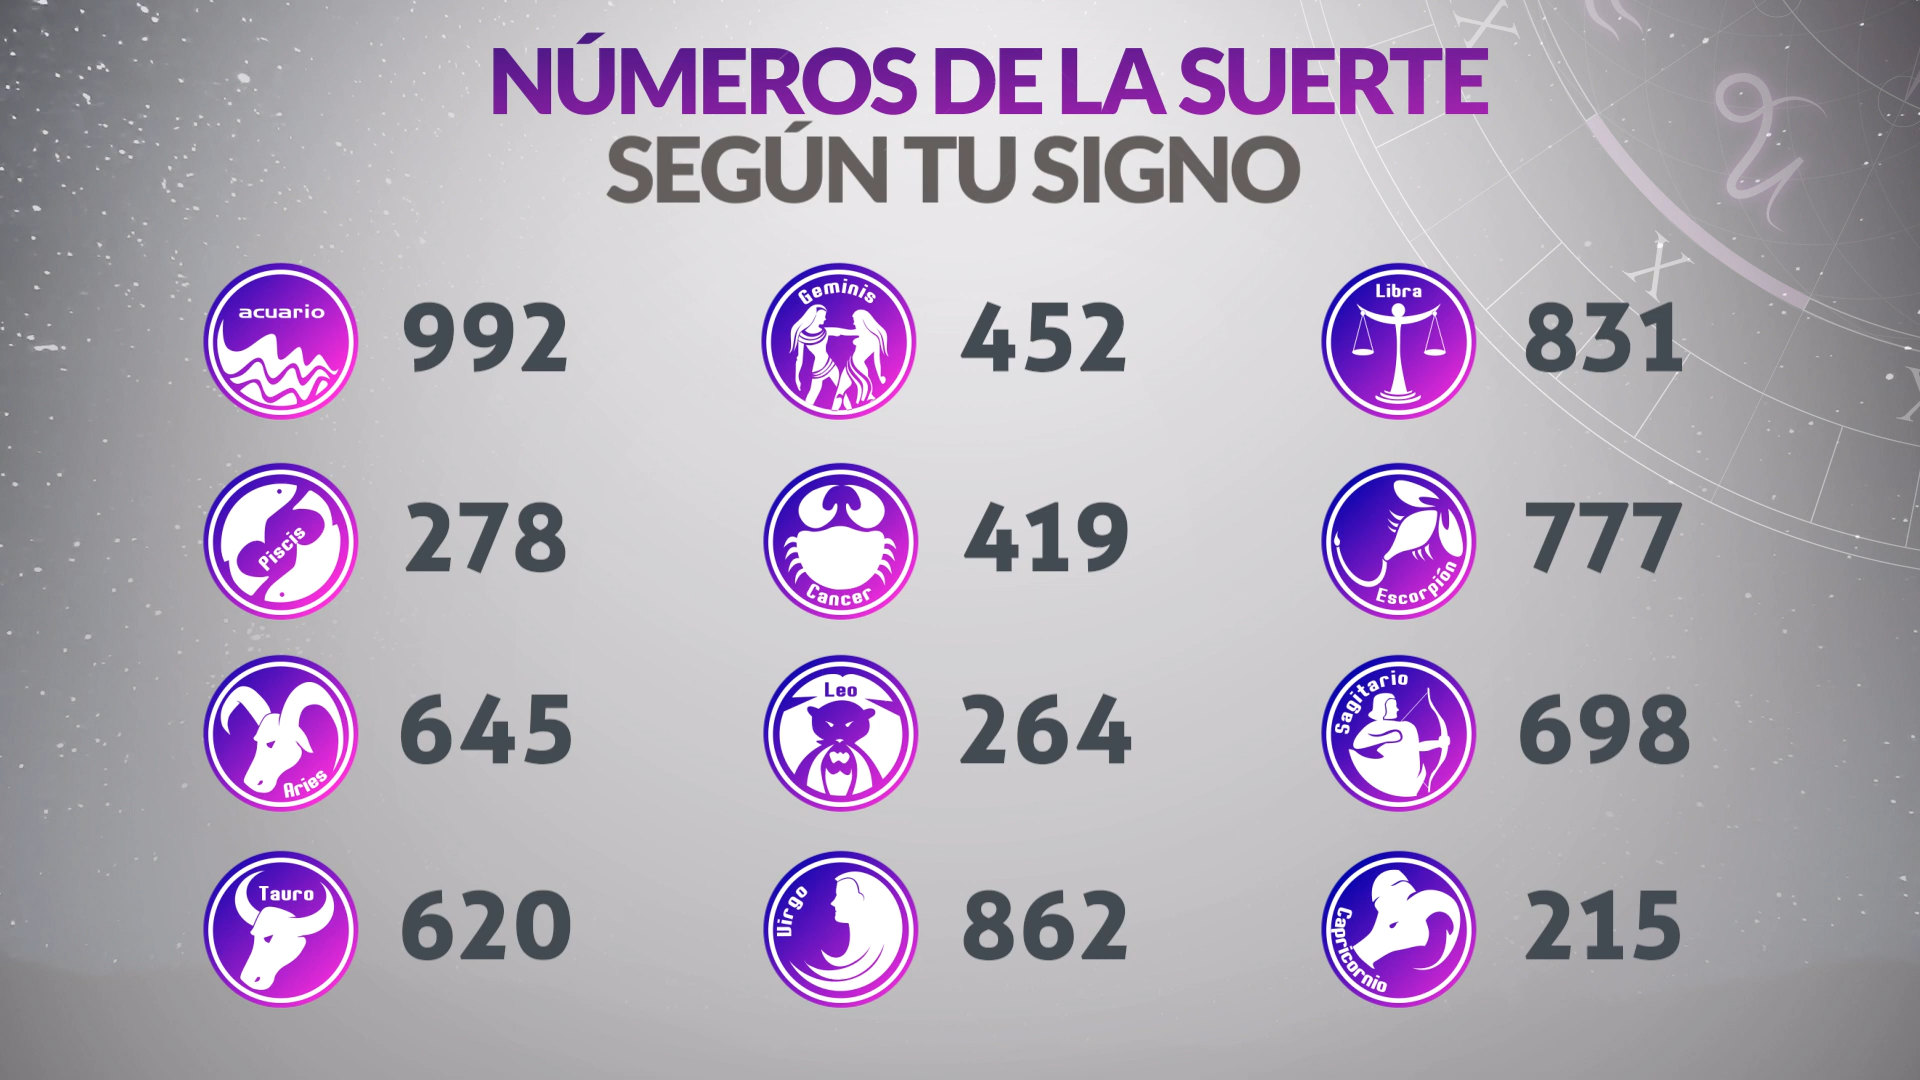 NÚMEROS DE LA SUERTE
SEGÚN TU SIGNO
acuario 992
Geminis 452
Libra 831
Piscis 278
Cancer 419
Escorpión 777
Aries 645
Leo 264
Sagitario 698
Tauro 620
Virgo 862
Capricornio 215